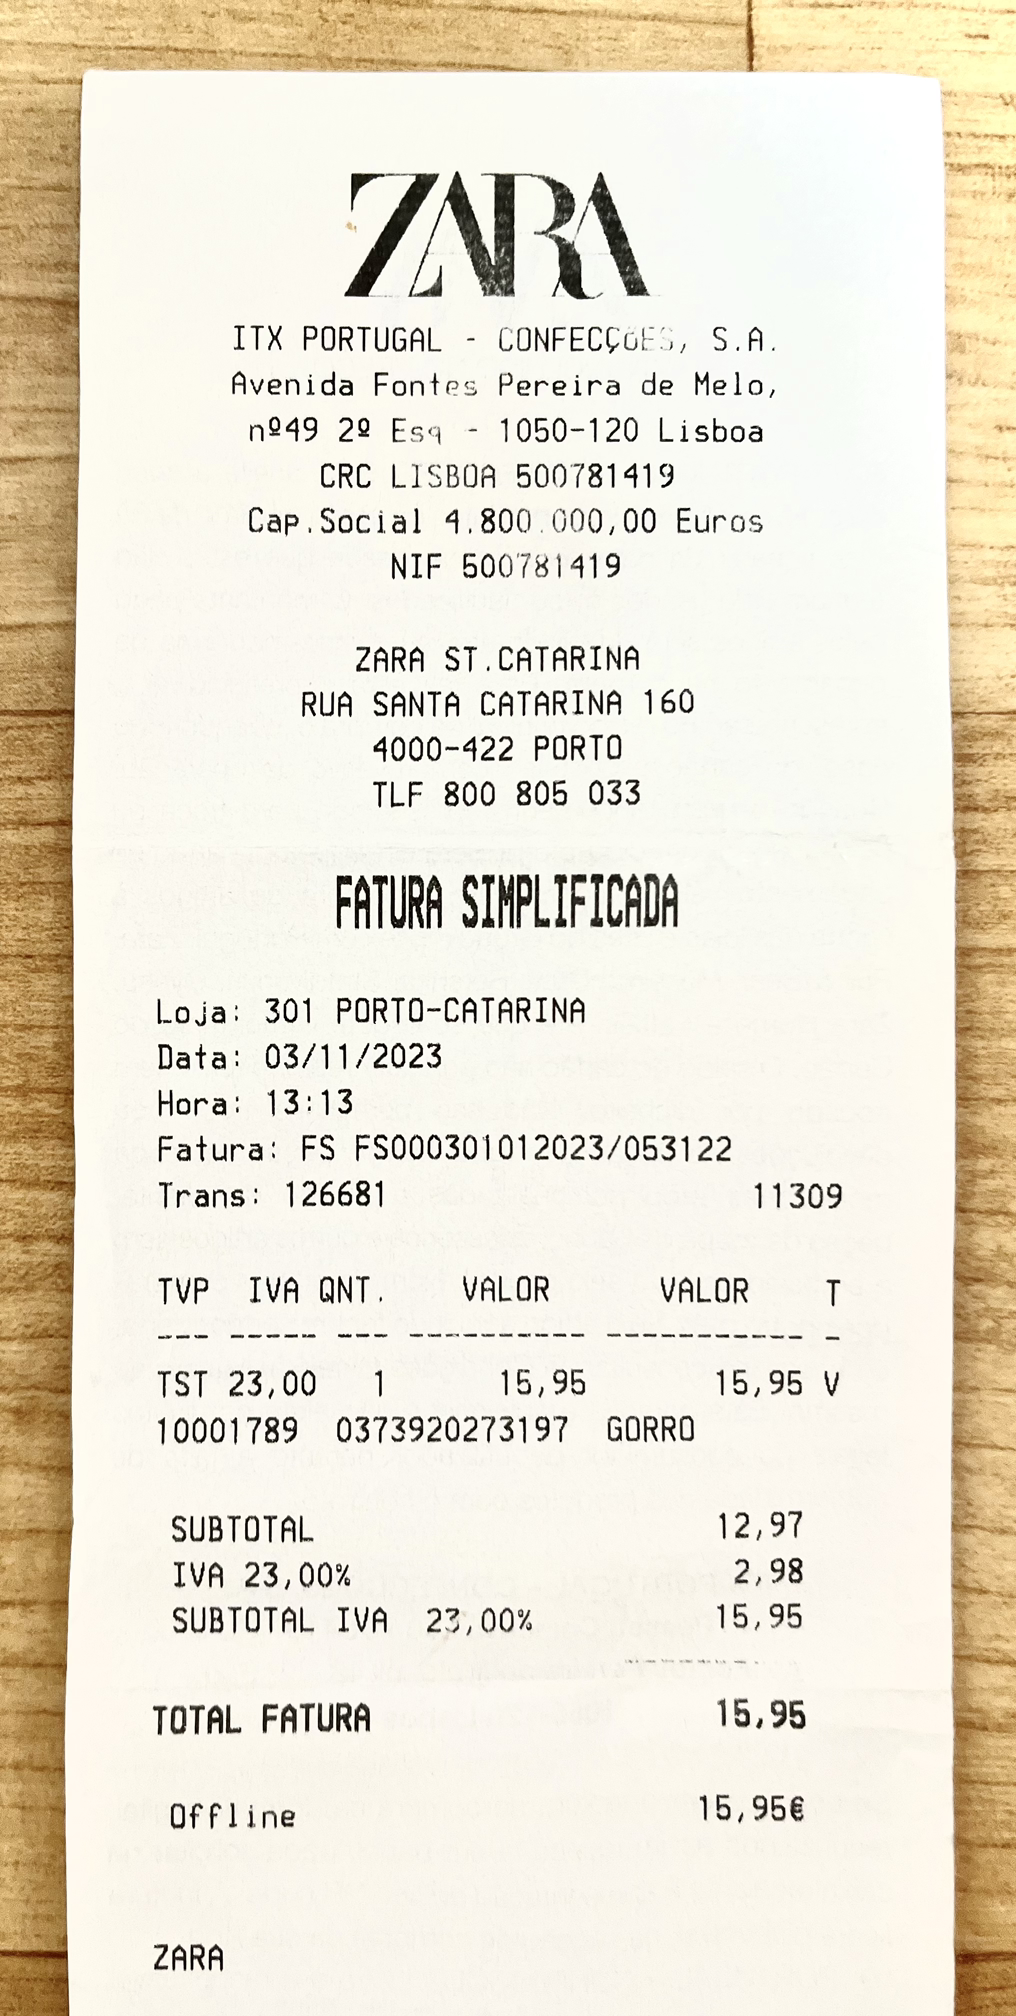 ZARA
ITX PORTUGAL - CONFECÇÕES, S.A.
Avenida Fontes Pereira de Melo,
nº49 2º Esq - 1050-120 Lisboa
CRC LISBOA 500781419
Cap.Social 4.800.000,00 Euros
NIF 500781419
ZARA ST.CATARINA
RUA SANTA CATARINA 160
4000-422 PORTO
TLF 800 805 033
FATURA SIMPLIFICADA
Loja: 301 PORTO-CATARINA
Data: 03/11/2023
Hora: 13:13
Fatura: FS FS000301012023/053122
Trans: 126681 11309
TVP IVA QNT. VALOR VALOR T
--- ----- --- ---------- ----------- -
TST 23,00 1 15,95 15,95 V
10001789 0373920273197 GORRO
SUBTOTAL 12,97
IVA 23,00% 2,98
SUBTOTAL IVA 23,00% 15,95
----------
TOTAL FATURA 15,95
Offline 15,95€
ZARA